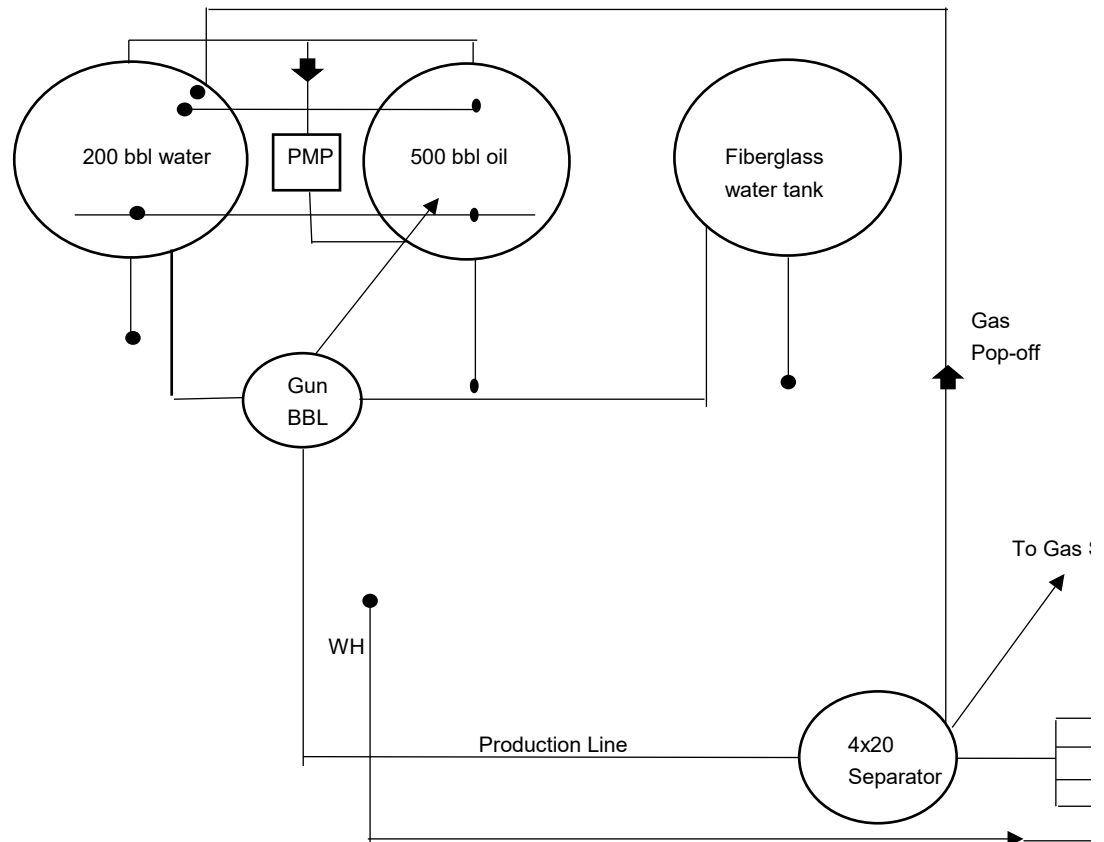 200 bbl water
PMP
500 bbl oil
Fiberglass
water tank
Gas
Pop-off
Gun
BBL
To Gas
WH
Production Line
4x20
Separator